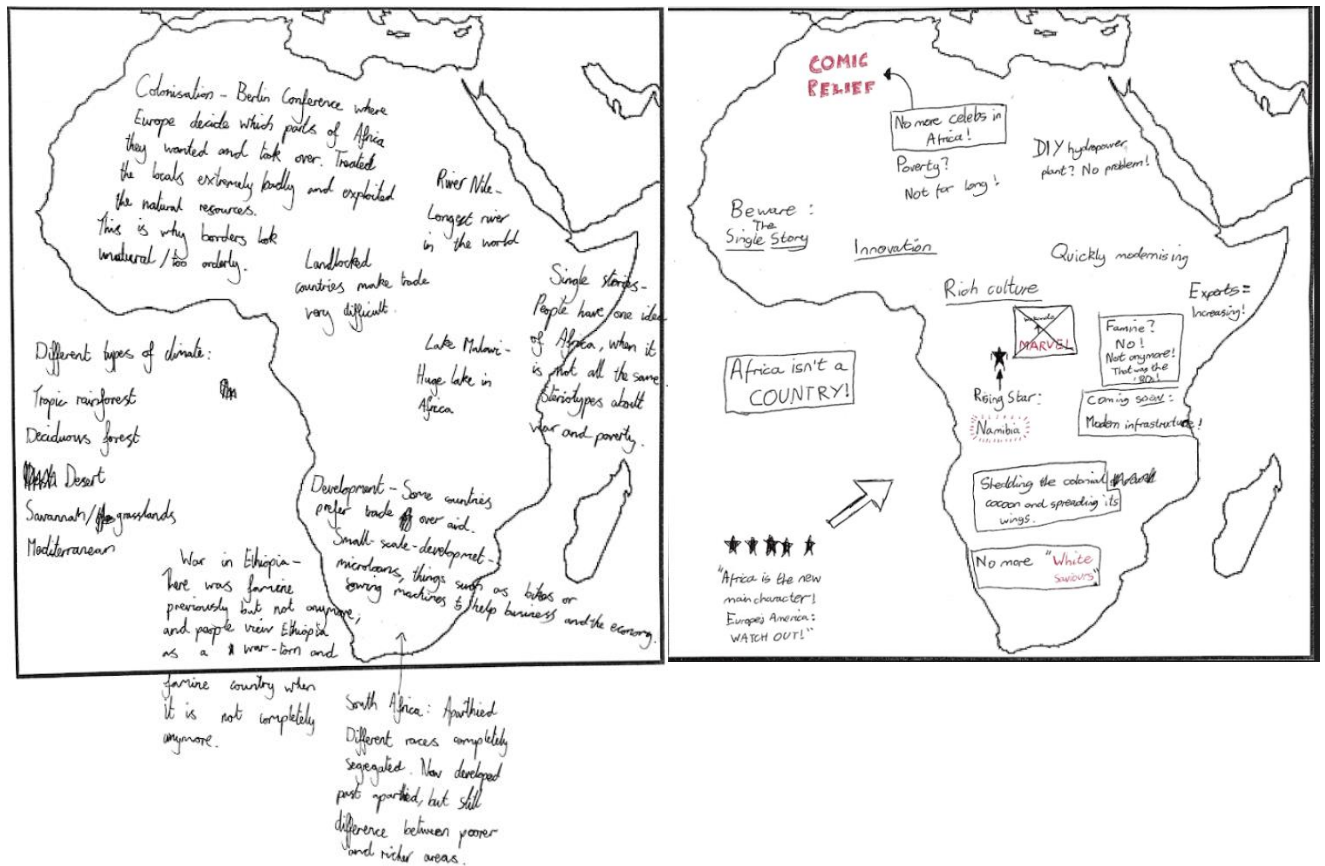 Colonisation - Berlin Conference where
Europe decide which parts of Africa
they wanted and took over. Treated
the locals extremely badly and exploited
the natural resources.
This is why borders look
unatural/too orderly.
River Nile-
Longest river
in the world
Landlocked
countries make trade
very difficult.
Single stories-
People have one idea
of Africa, when it
is not all the same.
Steriotypes about
war and poverty.
Lake Malawi-
Huge lake in
Africa
Different types of climate:
Tropic rainforest
Deciduous forest
Desert
Savannah/grasslands
Mediterranean
Development - Some countries
prefer trade over aid.
Small-scale-developmet-
microloans, things such as bikes or
sewing machines to help business and the economy.
War in Ethiopia-
There was famine
previously but not anymore,
and people view Ethiopia
as a war-torn and
famine country when
it is not completely
anymore.
South Africa: Aparthied
Different races completely
segregated. Now developed
past aparthied, but still
difference between poorer
and richer areas.
COMIC
RELIEF
No more celebs in
Africa!
Poverty?
Not for long!
DIY hydropower
plant? No problem!
Beware:
The
Single Story
Innovation
Quickly modernising
Rich culture
Exports=
Increasing!
MARVEL
Famine?
No!
Not anymore!
That was the
'80s!
Africa isn't a
COUNTRY!
Rising Star:
Namibia
Coming soon:
Modern infrastructure!
Shedding the colonial
cocoon and spreading its
wings.
No more "White
Saviours"
"Africa is the new
main character!
Europe, America:
WATCH OUT!"